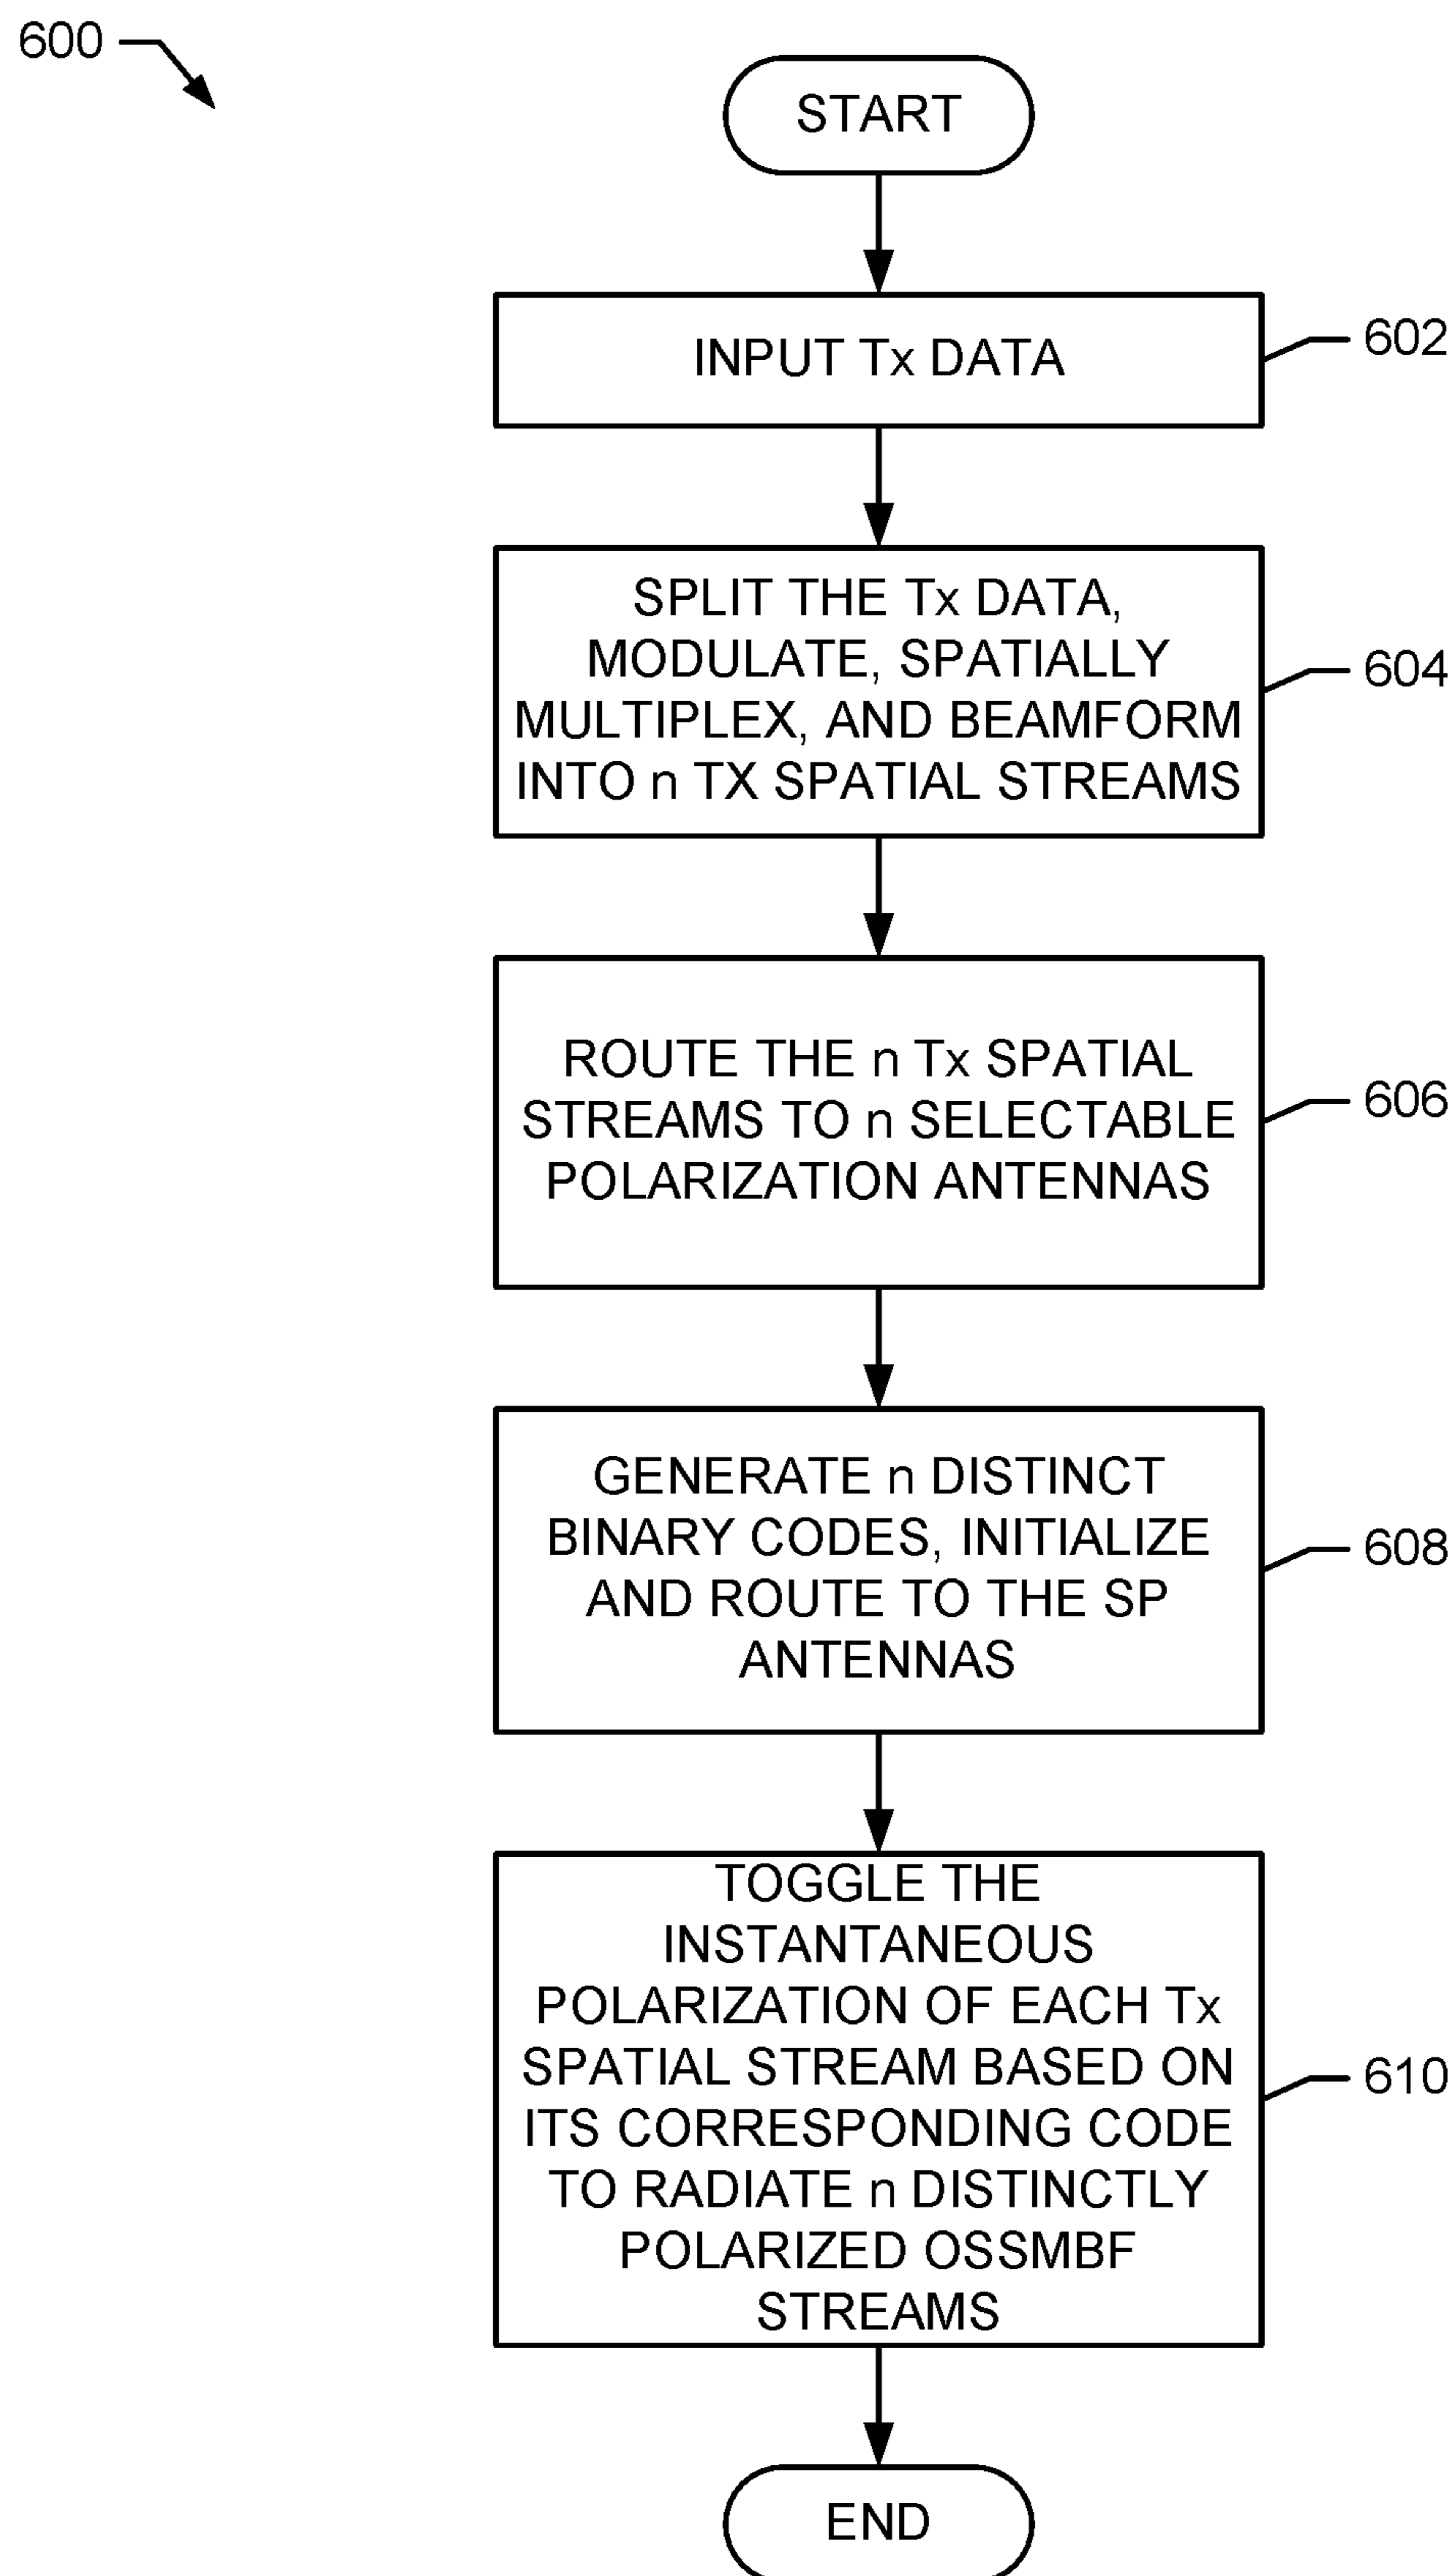 600
START
INPUT Tx DATA
602
SPLIT THE Tx DATA,
MODULATE, SPATIALLY
MULTIPLEX, AND BEAMFORM
INTO n TX SPATIAL STREAMS
604
ROUTE THE n Tx SPATIAL
STREAMS TO n SELECTABLE
POLARIZATION ANTENNAS
606
GENERATE n DISTINCT
BINARY CODES, INITIALIZE
AND ROUTE TO THE SP
ANTENNAS
608
TOGGLE THE
INSTANTANEOUS
POLARIZATION OF EACH Tx
SPATIAL STREAM BASED ON
ITS CORRESPONDING CODE
TO RADIATE n DISTINCTLY
POLARIZED OSSMBF
STREAMS
610
END